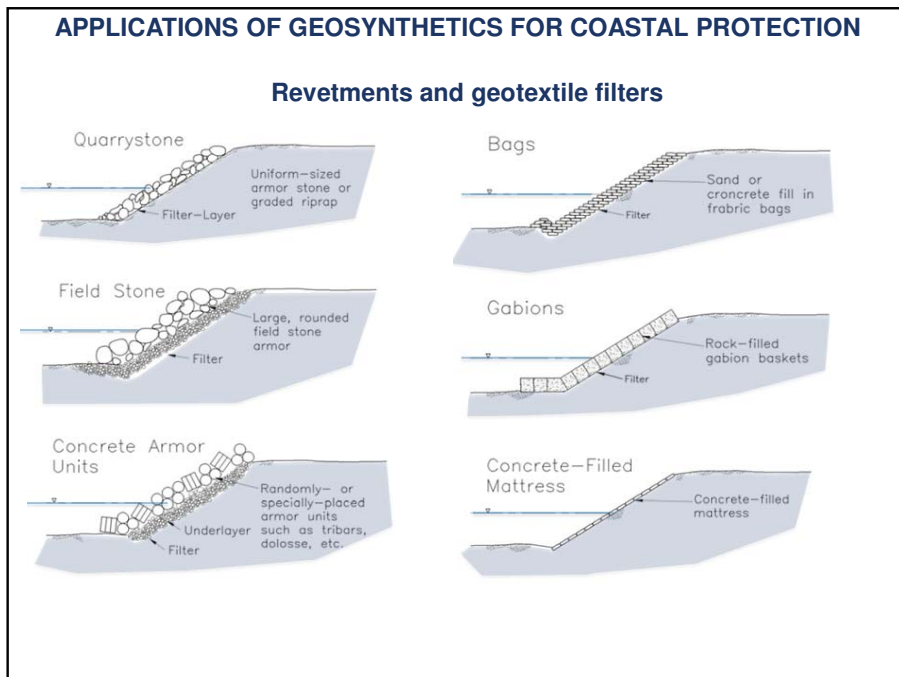 APPLICATIONS OF GEOSYNTHETICS FOR COASTAL PROTECTION
Revetments and geotextile filters
Quarrystone
Uniform-sized
armor stone or
graded riprap
Filter-Layer
Field Stone
Large, rounded
field stone
armor
Filter
Concrete Armor
Units
Randomly- or
specially-placed
armor units
such as tribars,
dolosse, etc.
Underlayer
Filter
Bags
Sand or
croncrete fill in
frabric bags
Filter
Gabions
Rock-filled
gabion baskets
Filter
Concrete-Filled
Mattress
Concrete-filled
mattress